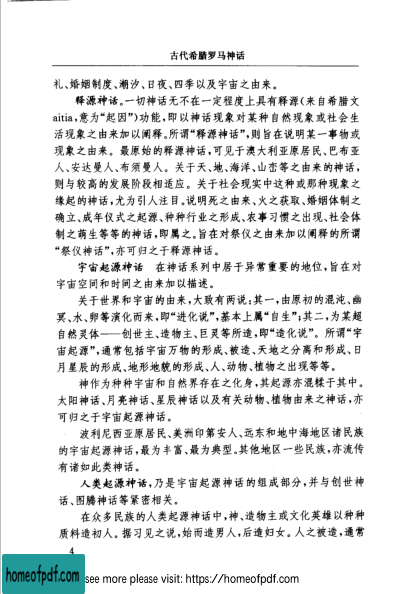 古代希腊罗马神话
礼、婚姻制度、潮汐、日夜、四季以及宇宙之由来。
释源神话。一切神话无不在一定程度上具有释源(来自希腊文
aitia,意为“起因”)功能,即以神话现象对某种自然现象或社会生
活现象之由来加以阐释。所谓“释源神话”,则旨在说明某一事物或
现象之由来。最原始的释源神话,可见于澳大利亚原居民、巴布亚
人、安达曼人、布须曼人。关于天、地、海洋、山峦等之由来的神话,
则与较高的发展阶段相适应。关于社会现实中这种或那种现象之
缘起的神话,尤为引人注目。说明死之由来、火之获取、婚姻体制之
确立、成年仪式之起源、种种行业之形成、农事习惯之出现、社会体
制之萌生等等的神话,即属之。旨在对祭仪之由来加以阐释的所谓
“祭仪神话”,亦可归之于释源神话。
宇宙起源神话 在神话系列中居于异常重要的地位,旨在对
宇宙空间和时间之由来加以描述。
关于世界和宇宙的由来,大致有两说:其一,由原初的混沌、幽
冥、水、卵等演化而来,即“进化说”,基本上属“自生”;其二,为某超
自然灵体——创世主、造物主、巨灵等所造,即“造化说”。所谓“宇
宙起源”,通常包括宇宙万物的形成、被造、天地之分离和形成、日
月星辰的形成、地形地貌的形成、人、动物、植物之出现等等。
神作为种种宇宙和自然界存在之化身,其起源亦混糅于其中。
太阳神话、月亮神话、星辰神话以及有关动物、植物由来之神话,亦
可归之于宇宙起源神话。
波利尼西亚原居民、美洲印第安人、远东和地中海地区诸民族
的宇宙起源神话,最为丰富、最为典型。其他地区一些民族,亦流传
有诸如此类神话。
人类起源神话,乃是宇宙起源神话的组成部分,并与创世神
话、图腾神话等紧密相关。
在众多民族的人类起源神话中,神、造物主或文化英雄以种种
质料造初人。据习见之说,始而造男人,后造妇女。人之被造,通常
4
homeofpdf.com
see more please visit: https://homeofpdf.com